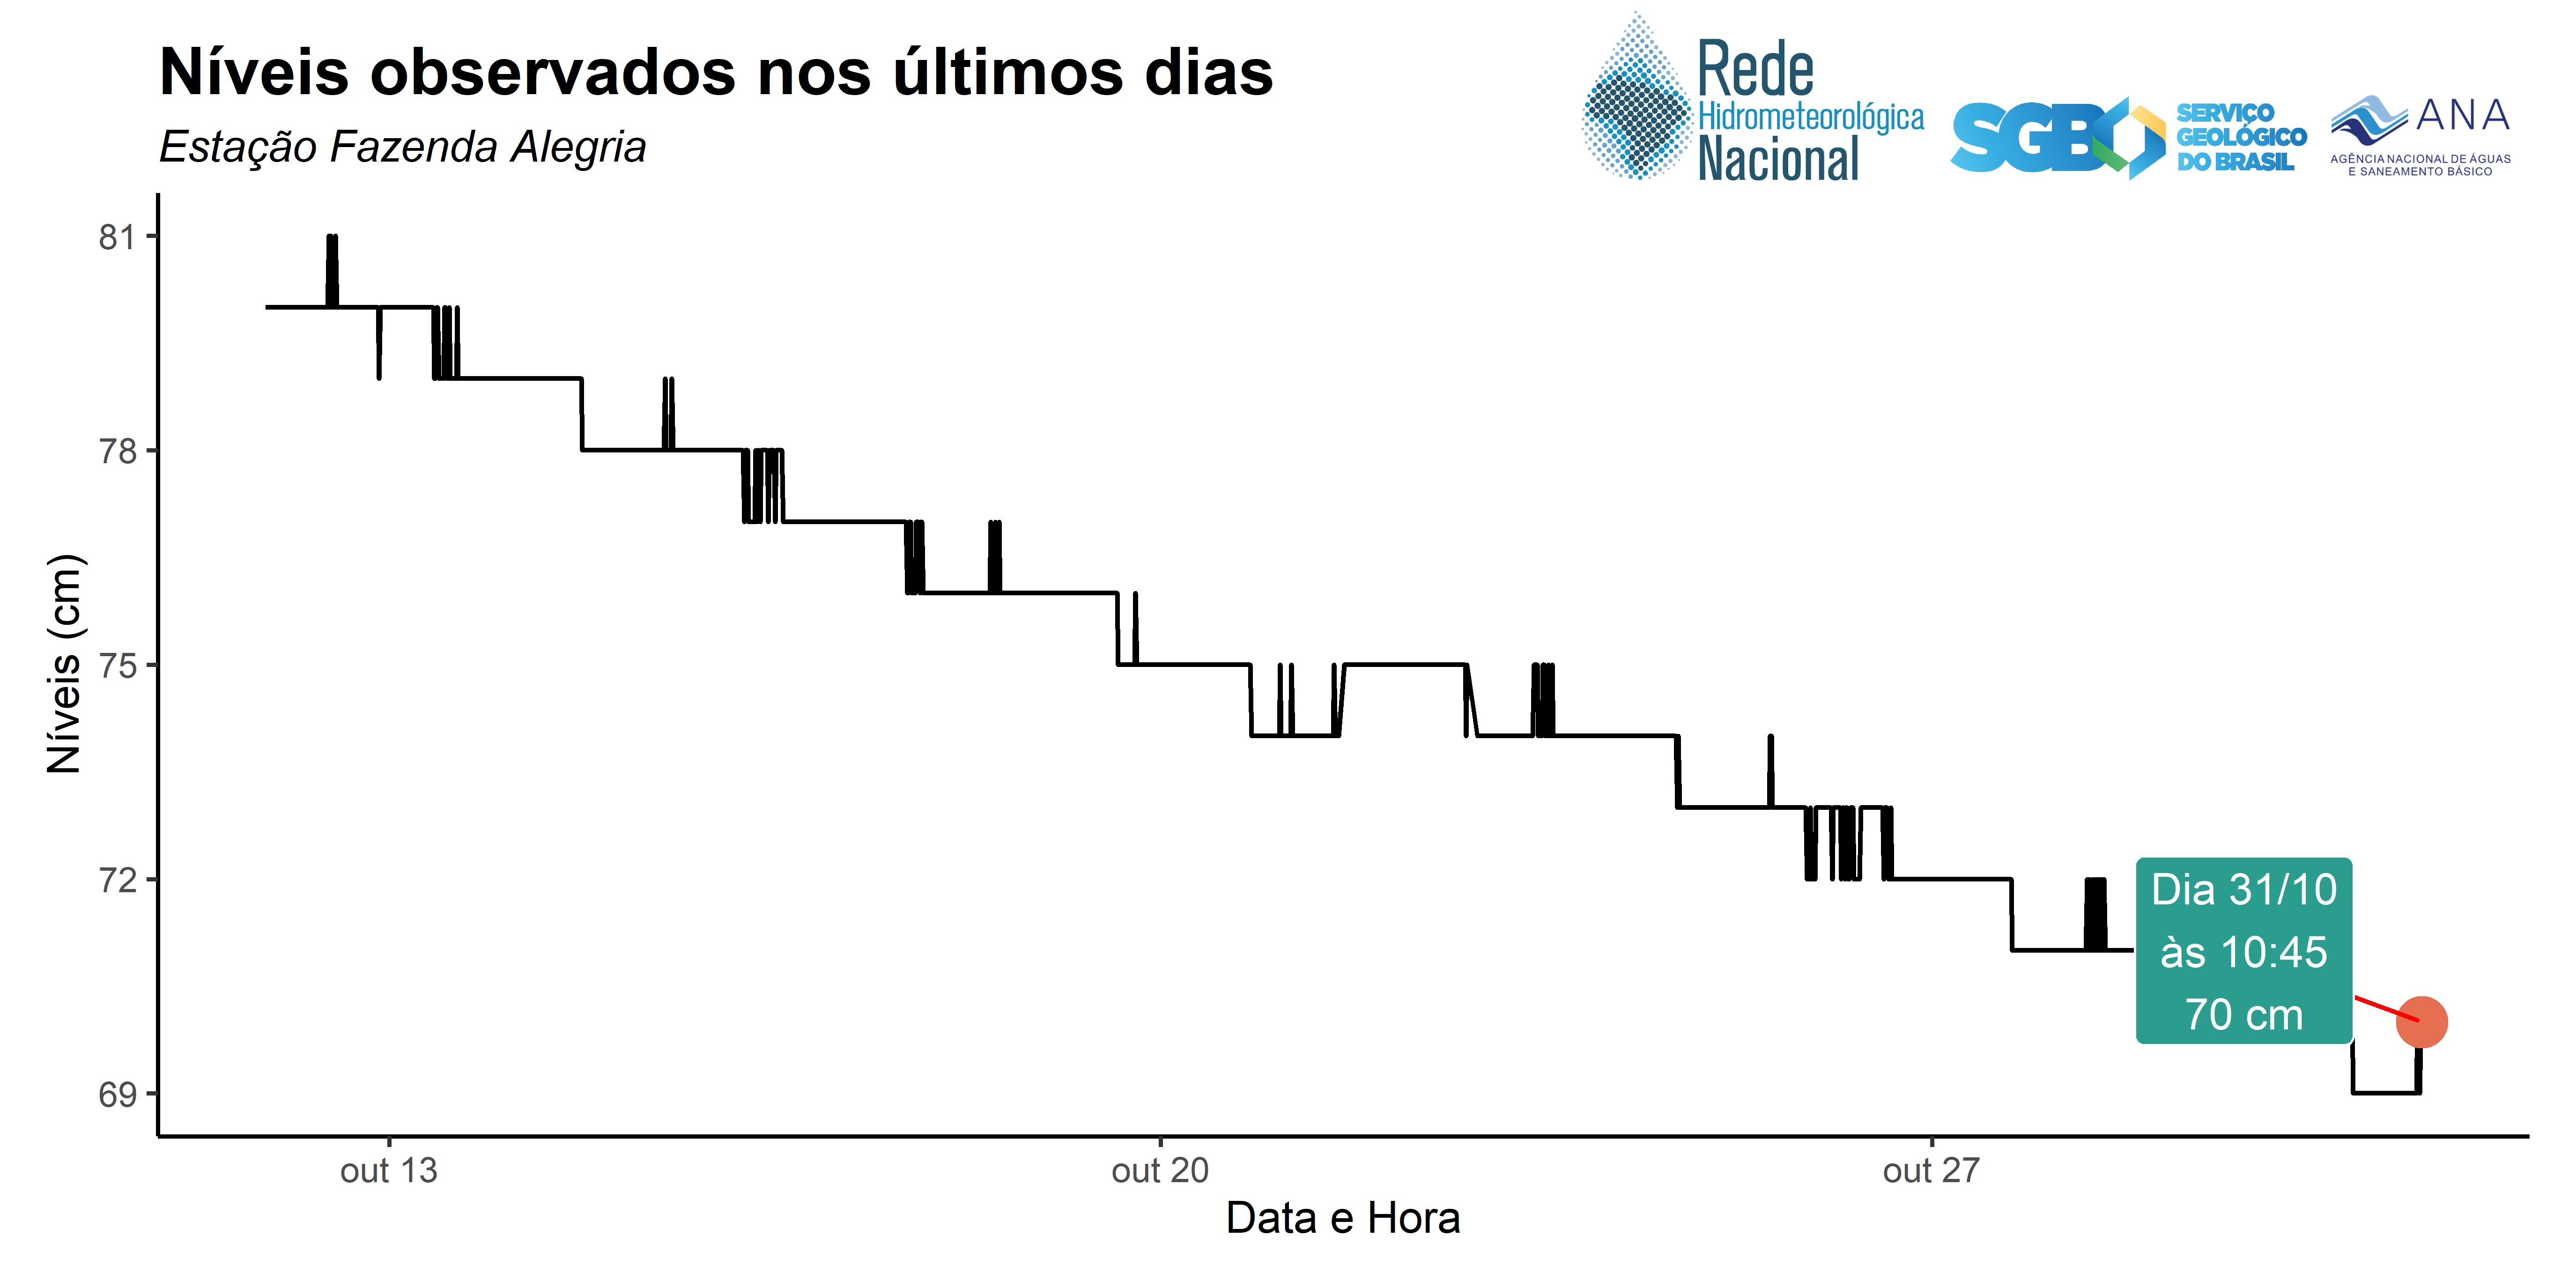 Níveis observados nos últimos dias
Estação Fazenda Alegria
Rede
Hidrometeorológica
Nacional
SGB
SERVIÇO
GEOLÓGICO
DO BRASIL
ANA
AGÊNCIA NACIONAL DE ÁGUAS
E SANEAMENTO BÁSICO
Níveis (cm)
81
78
75
72
69
Dia 31/10
às 10:45
70 cm
out 13
out 20
out 27
Data e Hora